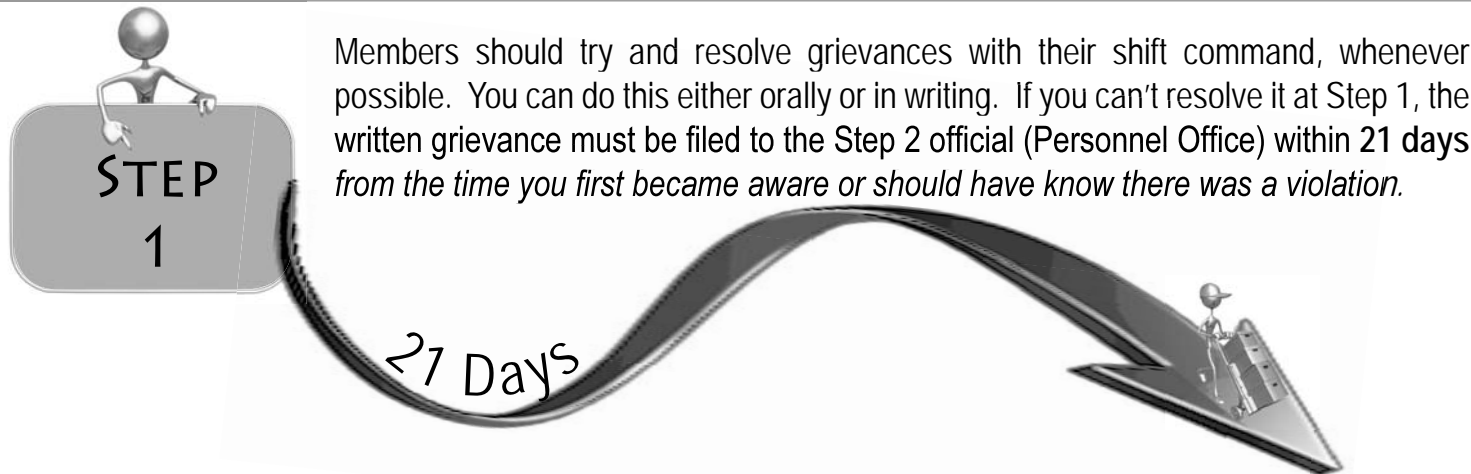 Members should try and resolve grievances with their shift command, whenever
possible. You can do this either orally or in writing. If you can't resolve it at Step 1, the
written grievance must be filed to the Step 2 official (Personnel Office) within 21 days
from the time you first became aware or should have know there was a violation.
STEP
1
21 Days